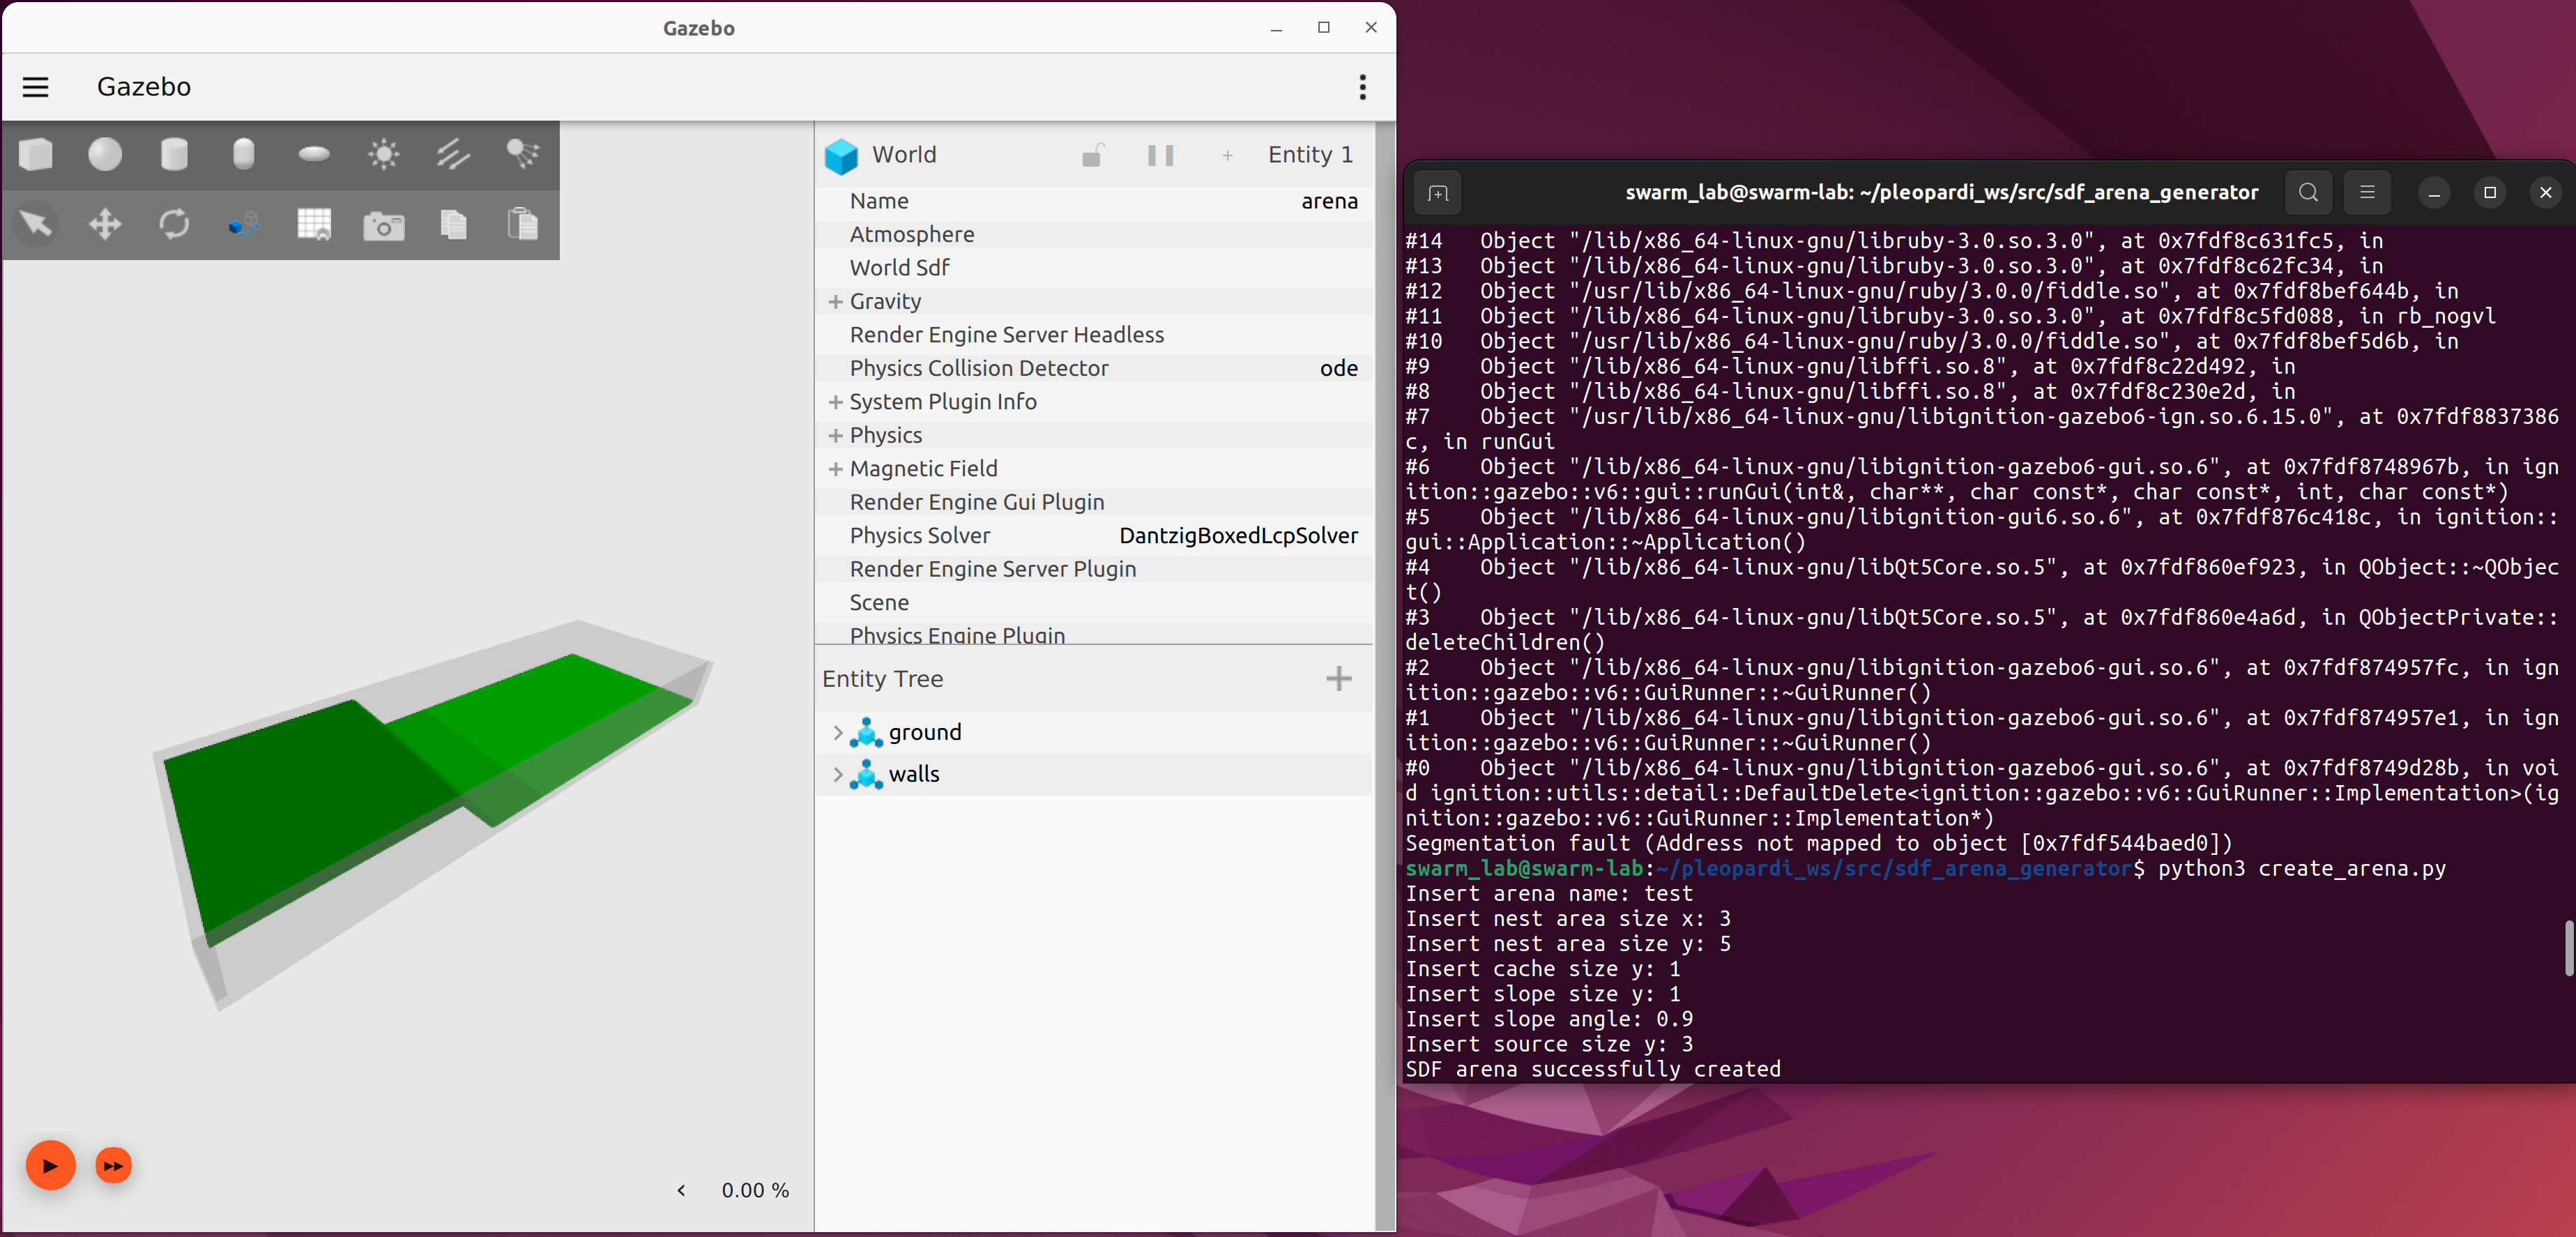 Gazebo
Gazebo
World
Entity 1
Name arena
Atmosphere
World Sdf
Gravity
Render Engine Server Headless
Physics Collision Detector ode
System Plugin Info
Physics
Magnetic Field
Render Engine Gui Plugin
Physics Solver DantzigBoxedLcpSolver
Render Engine Server Plugin
Scene
Physics Engine Plugin
Entity Tree
ground
walls
0.00 %
swarm_lab@swarm-lab: ~/pleopardi_ws/src/sdf_arena_generator
#14   Object "/lib/x86_64-linux-gnu/libruby-3.0.so.3.0", at 0x7fdf8c631fc5, in
#13   Object "/lib/x86_64-linux-gnu/libruby-3.0.so.3.0", at 0x7fdf8c62fc34, in
#12   Object "/usr/lib/x86_64-linux-gnu/ruby/3.0.0/fiddle.so", at 0x7fdf8bef644b, in
#11   Object "/lib/x86_64-linux-gnu/libruby-3.0.so.3.0", at 0x7fdf8c5fd088, in rb_nogvl
#10   Object "/usr/lib/x86_64-linux-gnu/ruby/3.0.0/fiddle.so", at 0x7fdf8bef5d6b, in
#9    Object "/lib/x86_64-linux-gnu/libffi.so.8", at 0x7fdf8c22d492, in
#8    Object "/lib/x86_64-linux-gnu/libffi.so.8", at 0x7fdf8c230e2d, in
#7    Object "/usr/lib/x86_64-linux-gnu/libignition-gazebo6-ign.so.6.15.0", at 0x7fdf8837386
c, in runGui
#6    Object "/lib/x86_64-linux-gnu/libignition-gazebo6-gui.so.6", at 0x7fdf8748967b, in ign
ition::gazebo::v6::gui::runGui(int&, char**, char const*, char const*, int, char const*)
#5    Object "/lib/x86_64-linux-gnu/libignition-gui6.so.6", at 0x7fdf876c418c, in ignition::
gui::Application::~Application()
#4    Object "/lib/x86_64-linux-gnu/libQt5Core.so.5", at 0x7fdf860ef923, in QObject::~QObjec
t()
#3    Object "/lib/x86_64-linux-gnu/libQt5Core.so.5", at 0x7fdf860e4a6d, in QObjectPrivate::
deleteChildren()
#2    Object "/lib/x86_64-linux-gnu/libignition-gazebo6-gui.so.6", at 0x7fdf874957fc, in ign
ition::gazebo::v6::GuiRunner::~GuiRunner()
#1    Object "/lib/x86_64-linux-gnu/libignition-gazebo6-gui.so.6", at 0x7fdf874957e1, in ign
ition::gazebo::v6::GuiRunner::~GuiRunner()
#0    Object "/lib/x86_64-linux-gnu/libignition-gazebo6-gui.so.6", at 0x7fdf8749d28b, in voi
d ignition::utils::detail::DefaultDelete<ignition::gazebo::v6::GuiRunner::Implementation>(ig
nition::gazebo::v6::GuiRunner::Implementation*)
Segmentation fault (Address not mapped to object [0x7fdf544baed0])
swarm_lab@swarm-lab:~/pleopardi_ws/src/sdf_arena_generator$ python3 create_arena.py
Insert arena name: test
Insert nest area size x: 3
Insert nest area size y: 5
Insert cache size y: 1
Insert slope size y: 1
Insert slope angle: 0.9
Insert source size y: 3
SDF arena successfully created